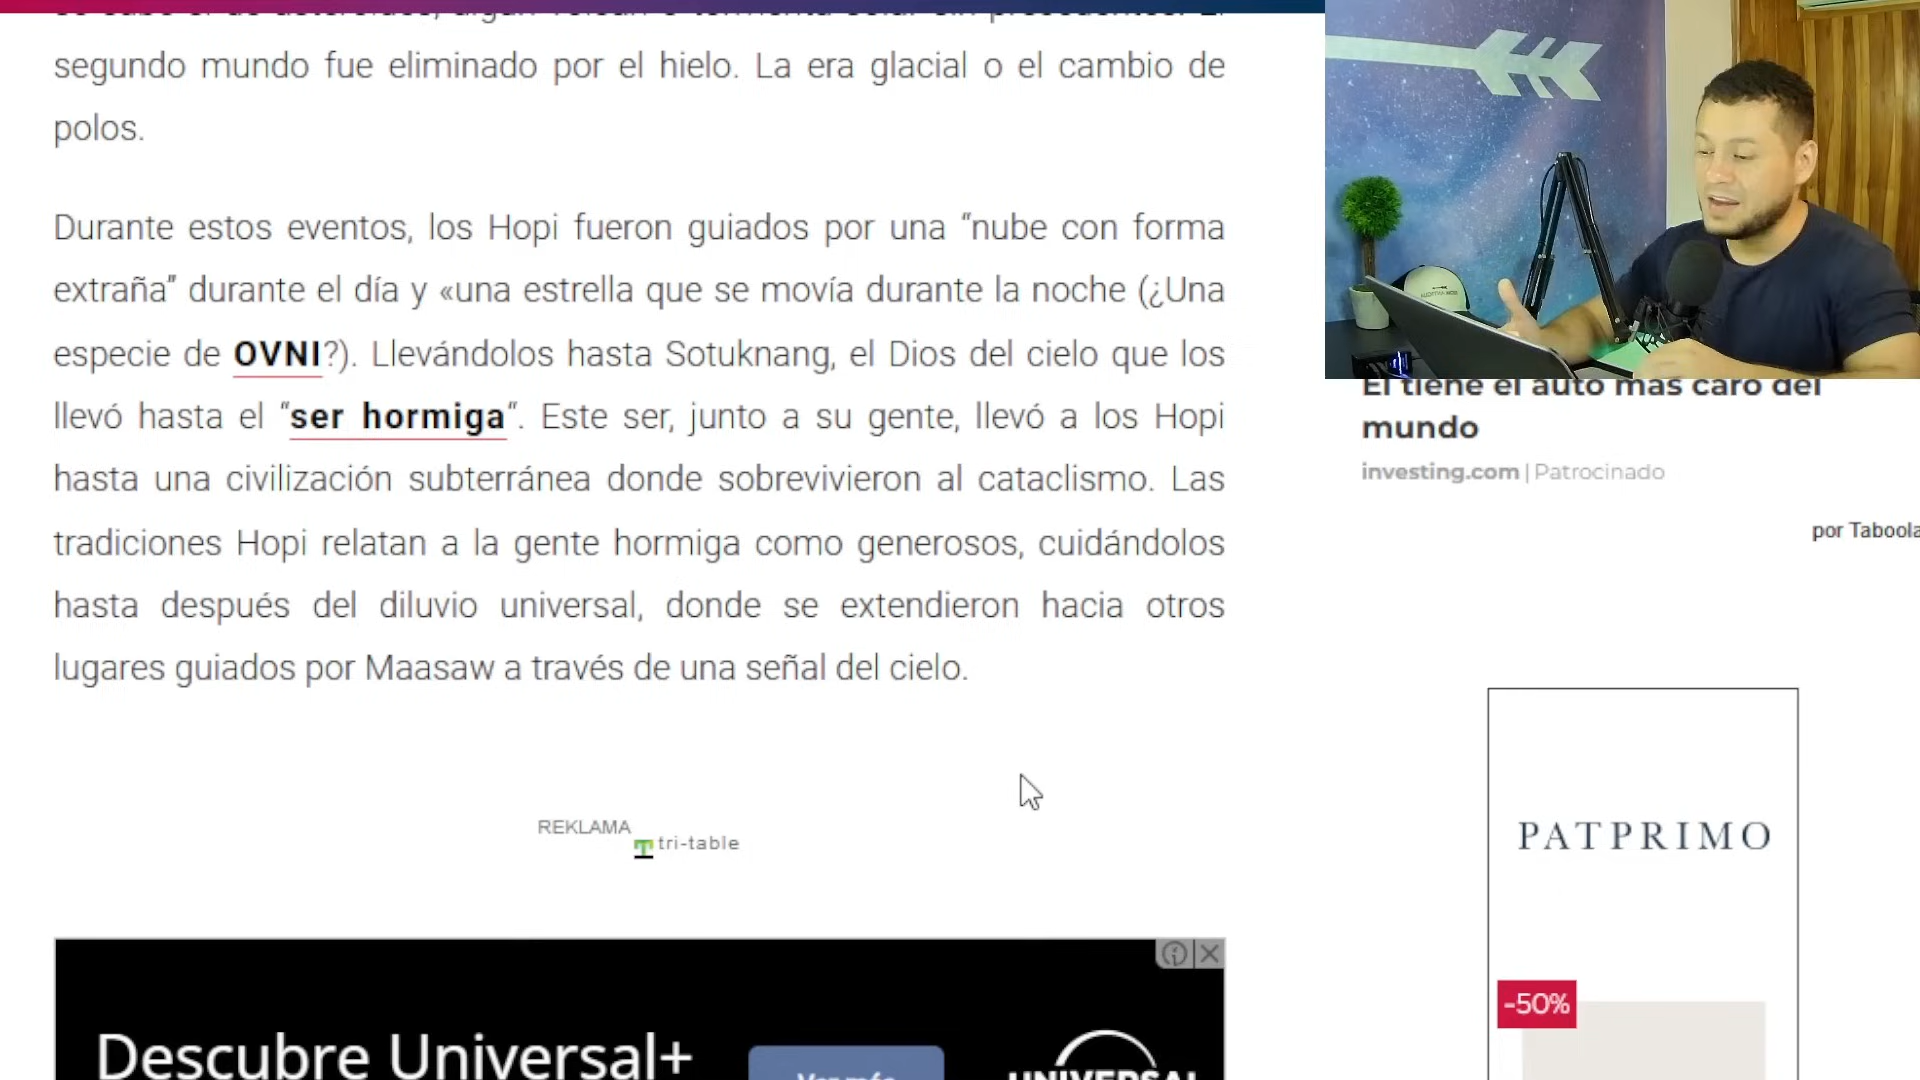 segundo mundo fue eliminado por el hielo. La era glacial o el cambio de
polos.
Durante estos eventos, los Hopi fueron guiados por una “nube con forma
extraña” durante el día y «una estrella que se movía durante la noche (¿Una
especie de OVNI?). Llevándolos hasta Sotuknang, el Dios del cielo que los
llevó hasta el “ser hormiga“. Este ser, junto a su gente, llevó a los Hopi
hasta una civilización subterránea donde sobrevivieron al cataclismo. Las
tradiciones Hopi relatan a la gente hormiga como generosos, cuidándolos
hasta después del diluvio universal, donde se extendieron hacia otros
lugares guiados por Maasaw a través de una señal del cielo.
REKLAMA
tri-table
Descubre Universal+
Ver más
UNIVERSAL
El tiene el auto más caro del
mundo
investing.com | Patrocinado
por Taboola
PATPRIMO
-50%